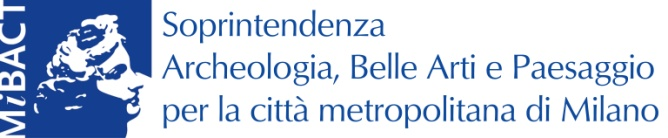 MiBACT
Soprintendenza
Archeologia, Belle Arti e Paesaggio
per la città metropolitana di Milano